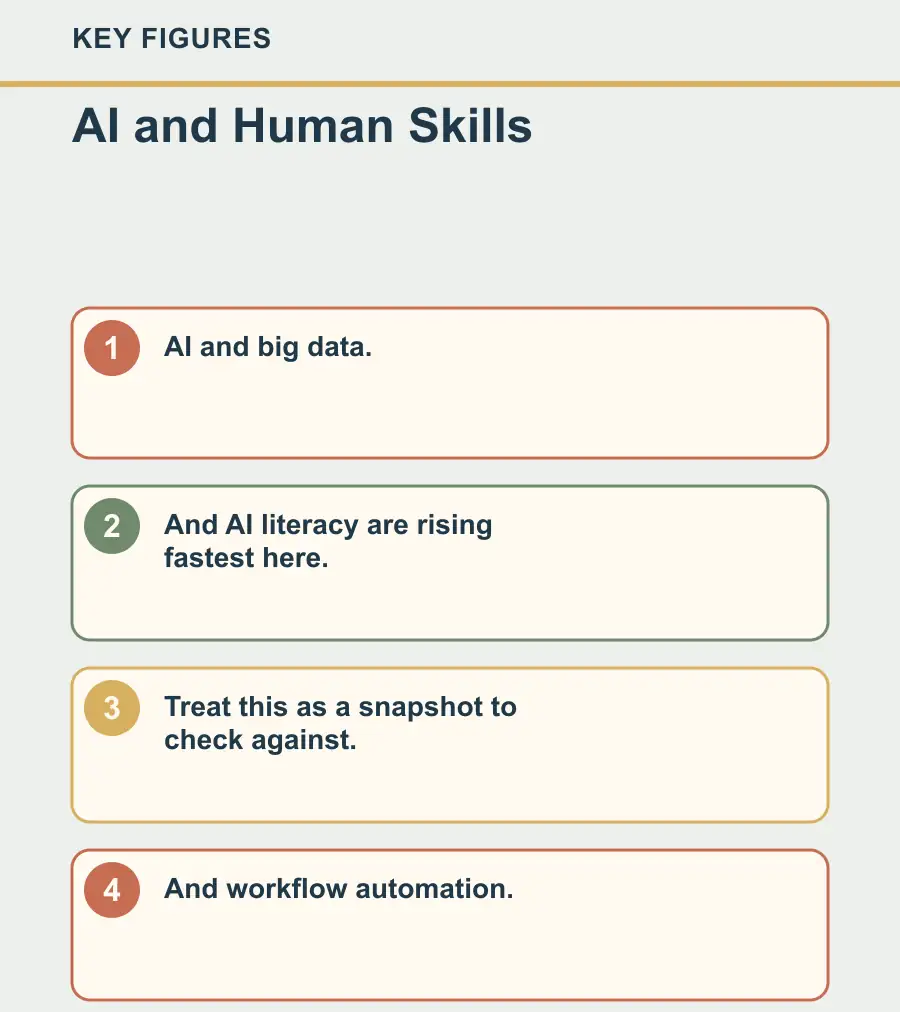 KEY FIGURES
AI and Human Skills
1
AI and big data.
2
And AI literacy are rising
fastest here.
3
Treat this as a snapshot to
check against.
4
And workflow automation.